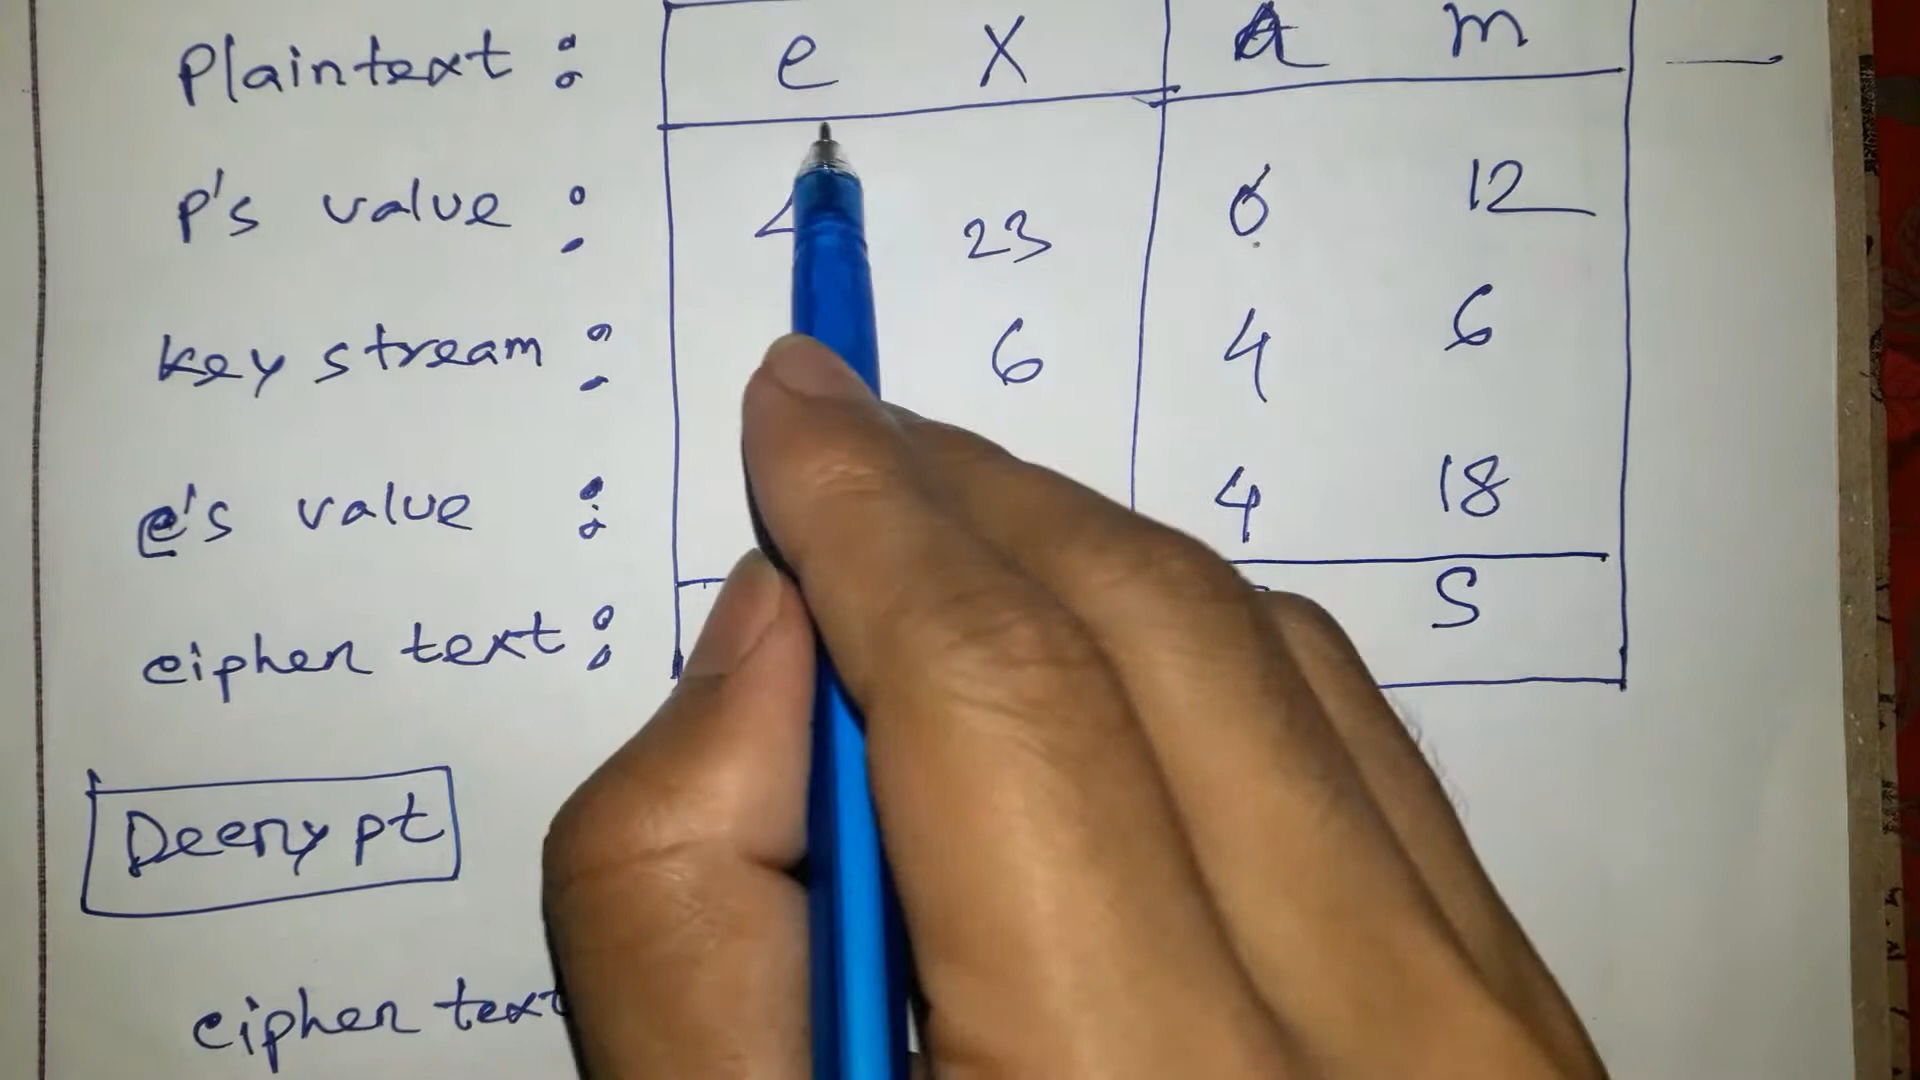 Plaintext : e X a m
P's value : 23 0 12
key stream : 6 4 6
c's value : 4 18
cipher text : S
Decrypt
cipher text